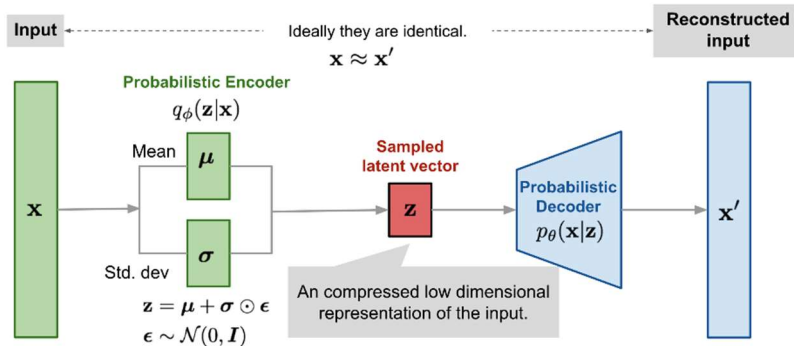 Input
Ideally they are identical.
x ≈ x′
Reconstructed
input
Probabilistic Encoder
qϕ(z|x)
Mean
μ
x
Std. dev
σ
z = μ + σ ⊙ ϵ
ϵ ∼ N(0, I)
Sampled
latent vector
z
An compressed low dimensional
representation of the input.
Probabilistic
Decoder
pθ(x|z)
x′